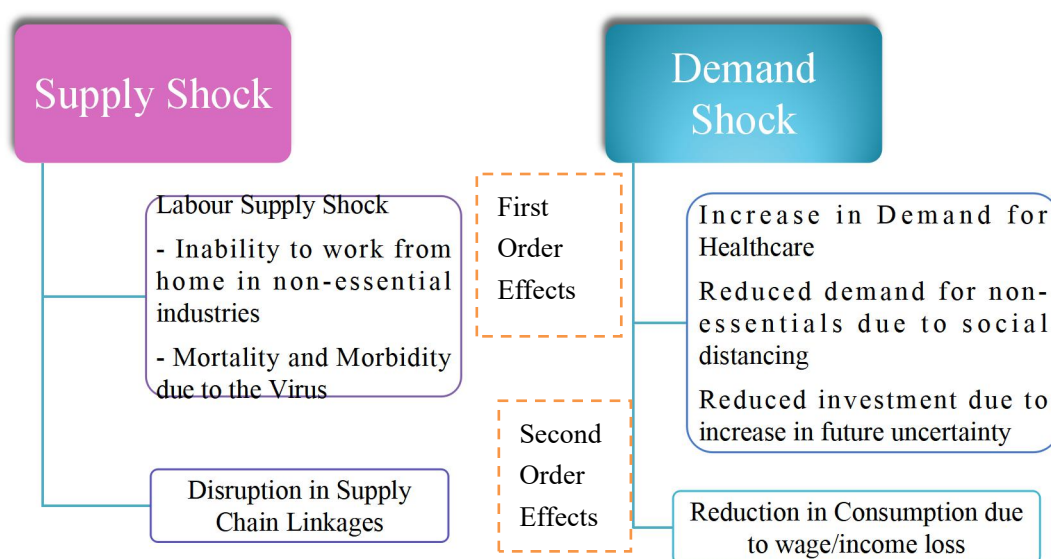 Supply Shock
Labour Supply Shock
- Inability to work from
home in non-essential
industries
- Mortality and Morbidity
due to the Virus
Disruption in Supply
Chain Linkages
First
Order
Effects
Second
Order
Effects
Demand
Shock
Increase in Demand for
Healthcare
Reduced demand for non-
essentials due to social
distancing
Reduced investment due to
increase in future uncertainty
Reduction in Consumption due
to wage/income loss